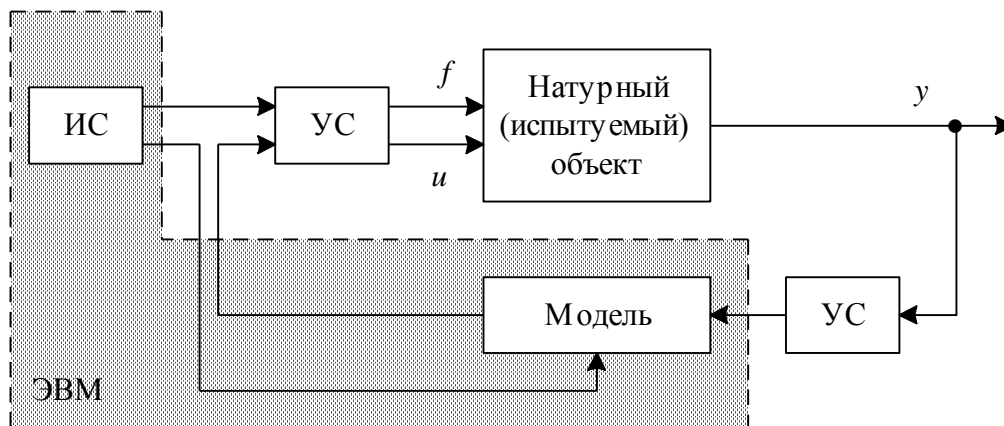 ИС
УС
f
u
Натурный
(испытуемый)
объект
y
Модель
УС
ЭВМ